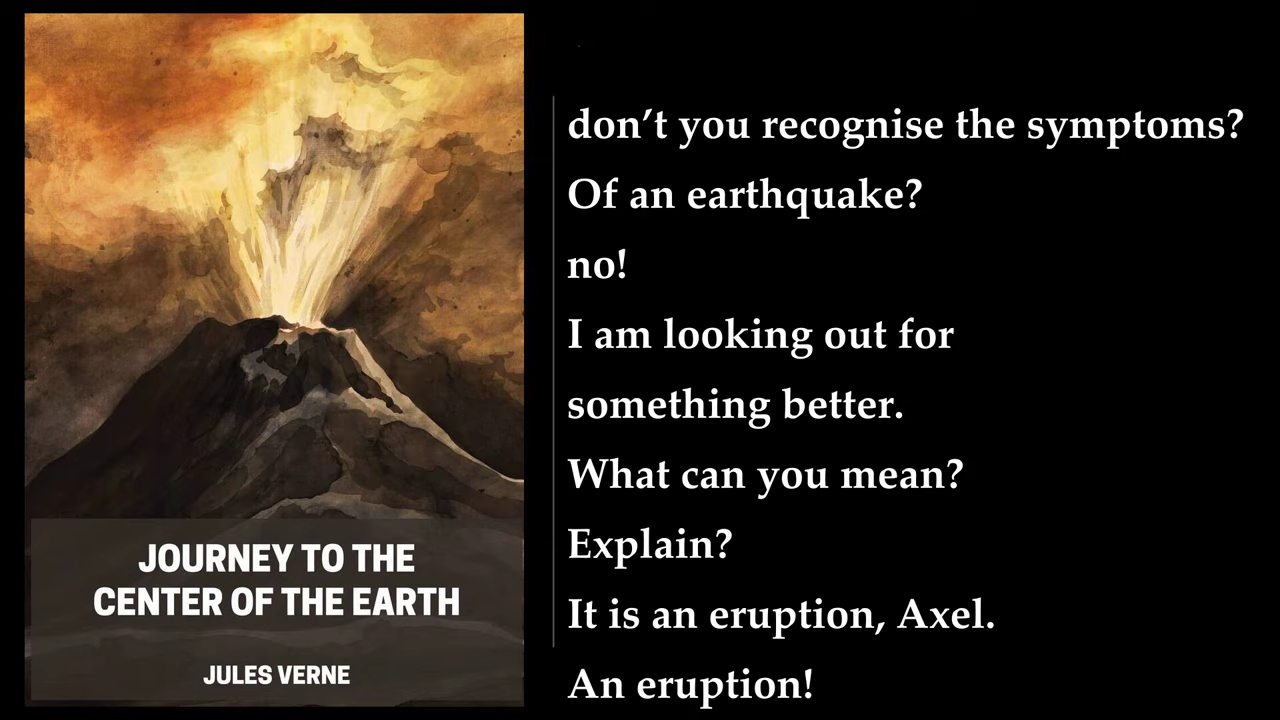 JOURNEY TO THE
CENTER OF THE EARTH
JULES VERNE
don’t you recognise the symptoms?
Of an earthquake?
no!
I am looking out for
something better.
What can you mean?
Explain?
It is an eruption, Axel.
An eruption!